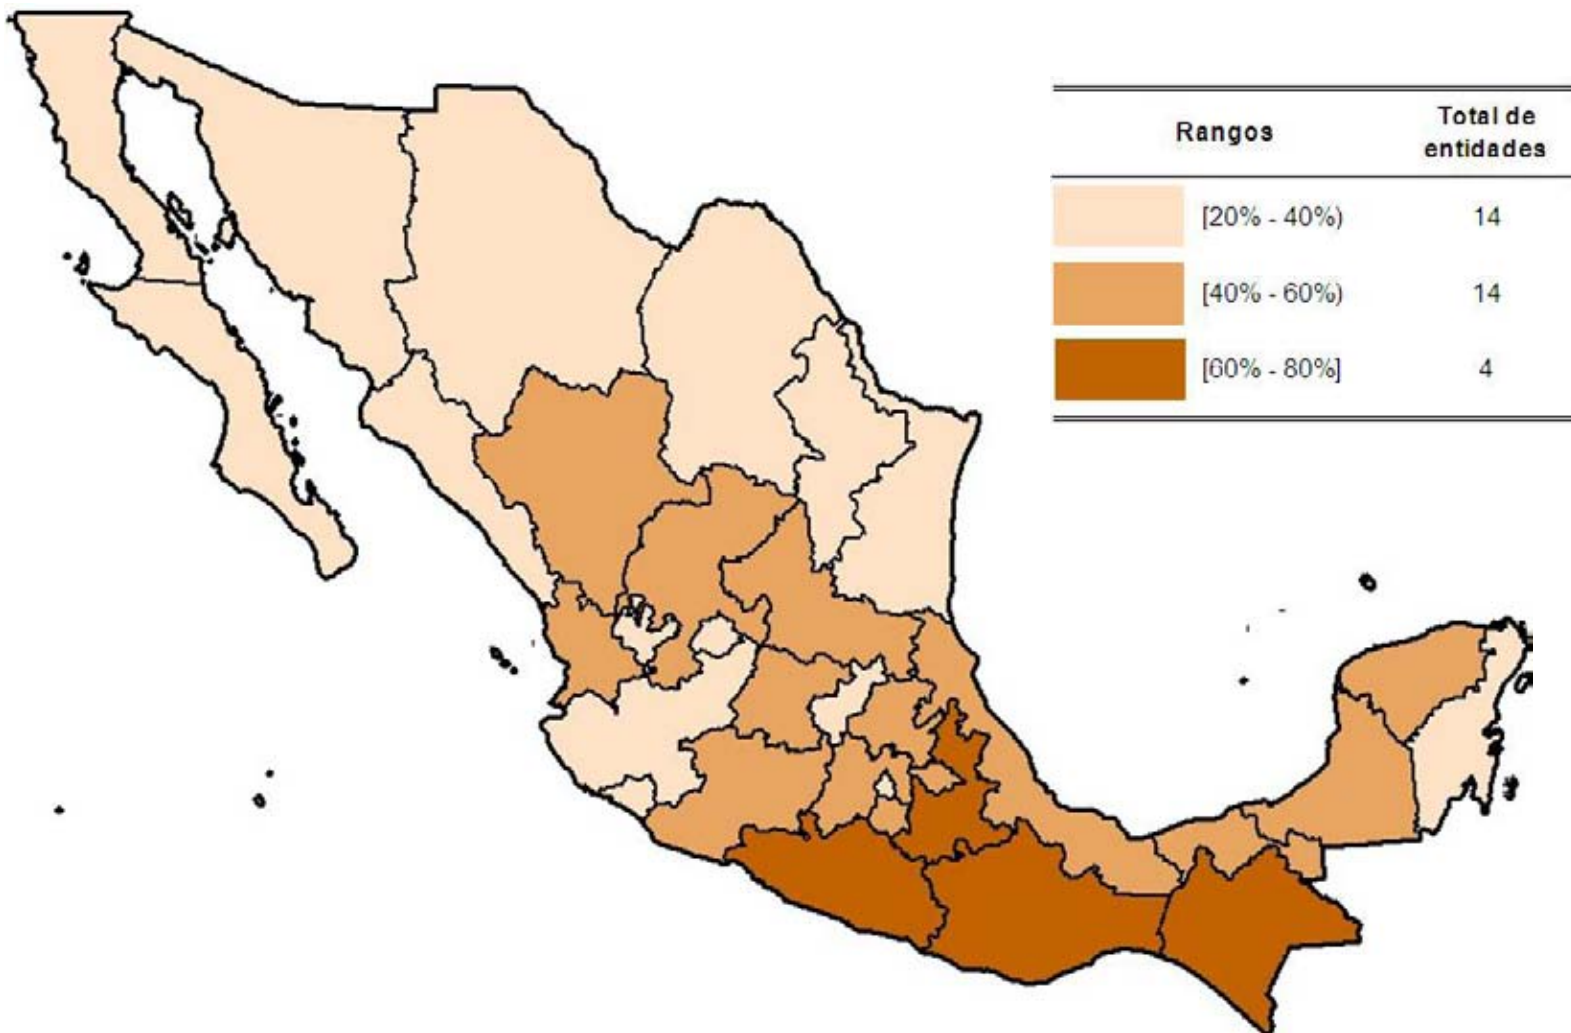 Rangos
Total de
entidades
[20% - 40%)
14
[40% - 60%)
14
[60% - 80%]
4